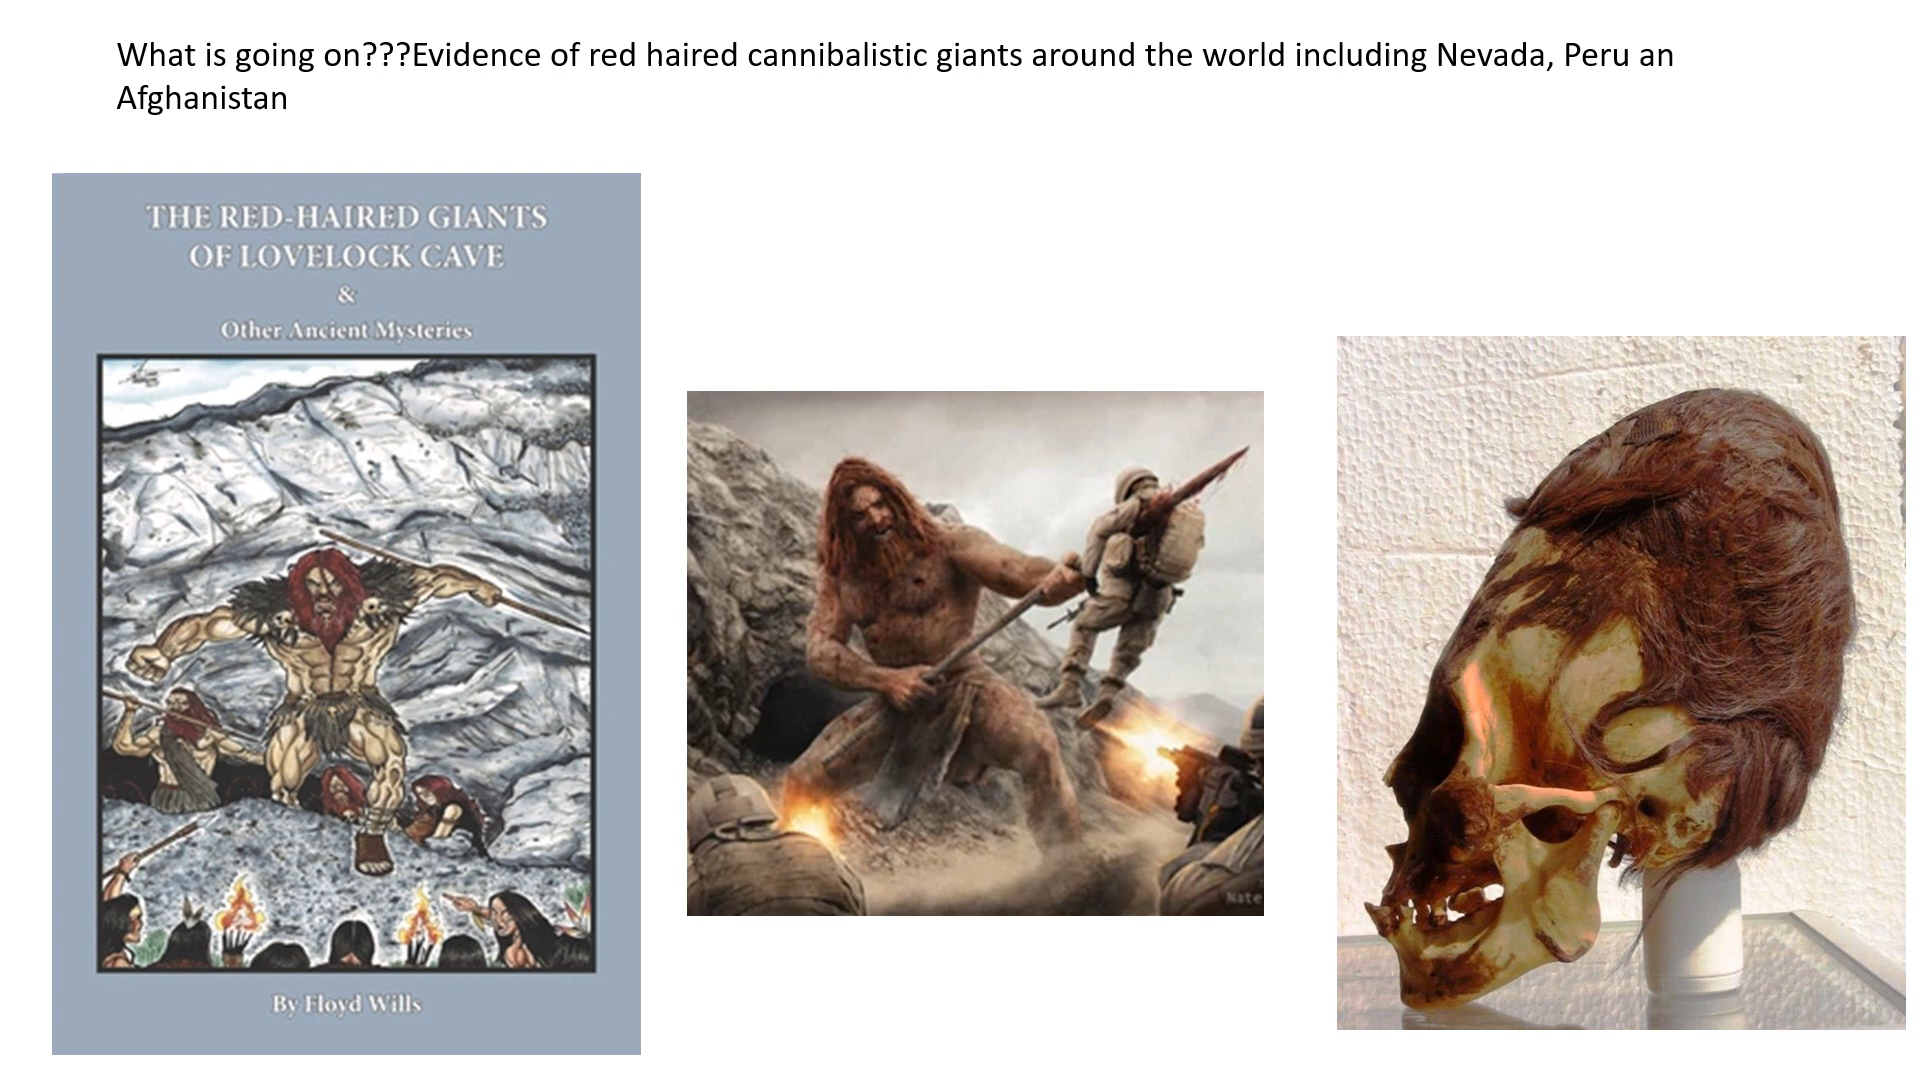 What is going on???Evidence of red haired cannibalistic giants around the world including Nevada, Peru an
Afghanistan
THE RED-HAIRED GIANTS
OF LOVELOCK CAVE
&
Other Ancient Mysteries
By Floyd Wills
Nate